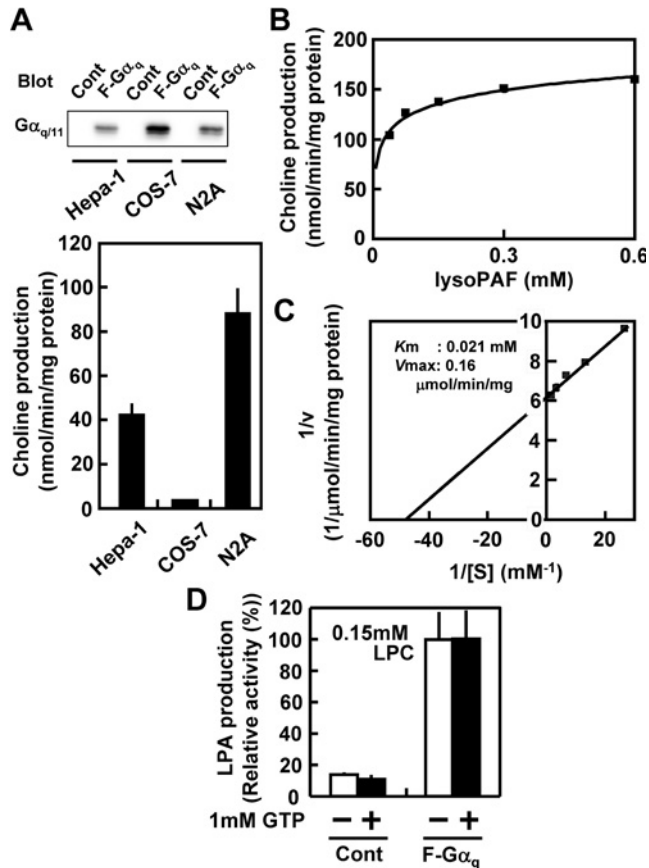 A
Blot
Cont
F-Gαq
Cont
F-Gαq
Cont
F-Gαq
Gαq/11
Hepa-1
COS-7
N2A
Choline production
(nmol/min/mg protein)
120
100
80
60
40
20
0
Hepa-1
COS-7
N2A
B
Choline production
(nmol/min/mg protein)
200
150
100
50
0
0
0.3
0.6
lysoPAF (mM)
C
1/v
(1/μmol/min/mg protein)
Km : 0.021 mM
Vmax: 0.16
μmol/min/mg
10
8
6
4
2
0
-60
-40
-20
0
20
1/[S] (mM-1)
D
LPA production
(Relative activity (%))
120
100
80
60
40
20
0
0.15mM
LPC
1mM GTP − + − +
Cont
F-Gαq